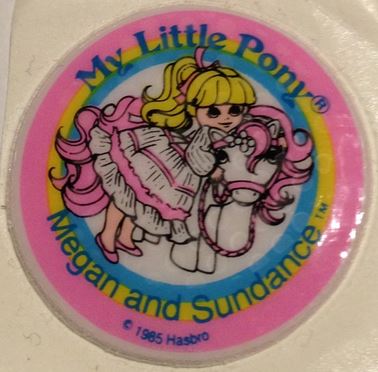 My Little Pony®
Megan and Sundance™
© 1985 Hasbro